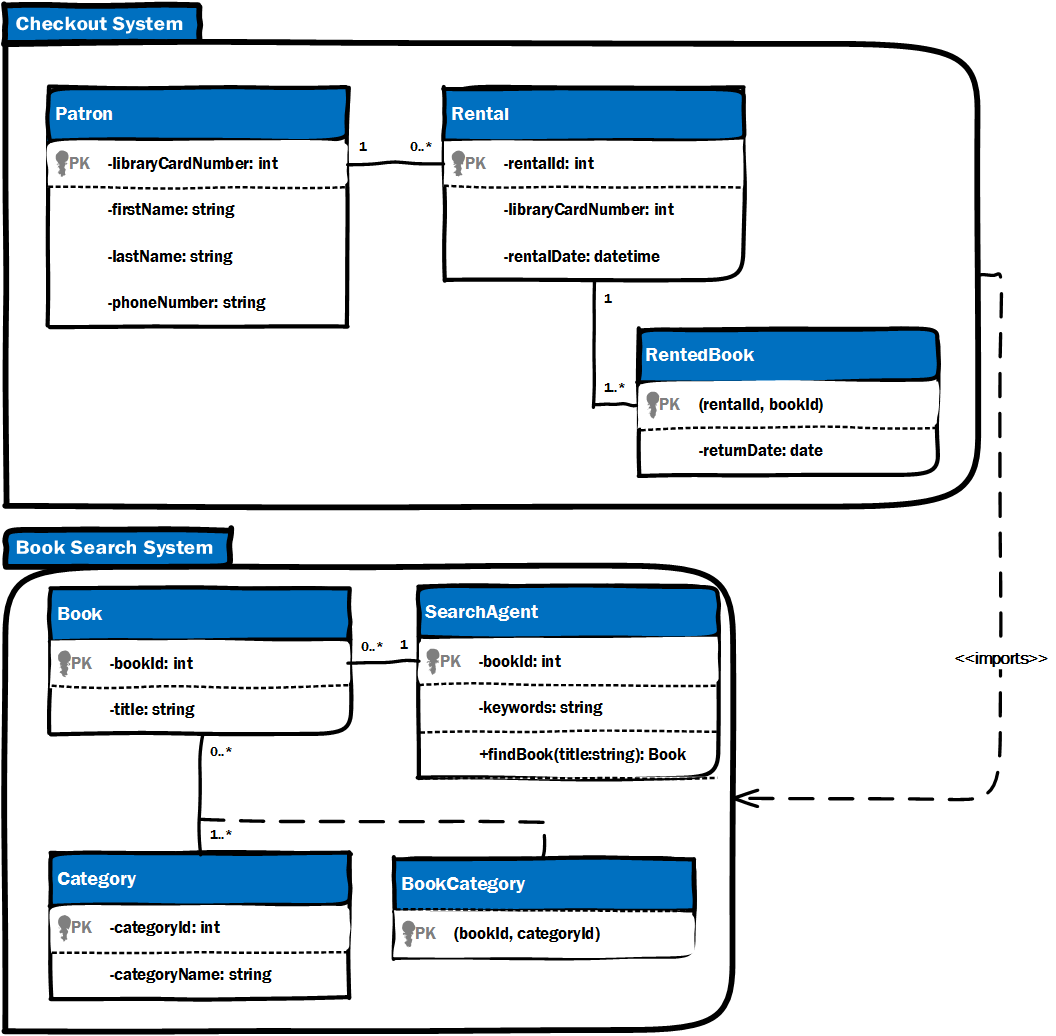 Checkout System
Patron
PK -libraryCardNumber: int
-firstName: string
-lastName: string
-phoneNumber: string
1 0..*
Rental
PK -rentalId: int
-libraryCardNumber: int
-rentalDate: datetime
1
1..*
RentedBook
PK (rentalId, bookId)
-returnDate: date
<<imports>>
Book Search System
Book
PK -bookId: int
-title: string
0..* 1
SearchAgent
PK -bookId: int
-keywords: string
+findBook(title:string): Book
0..*
1..*
Category
PK -categoryId: int
-categoryName: string
BookCategory
PK (bookId, categoryId)